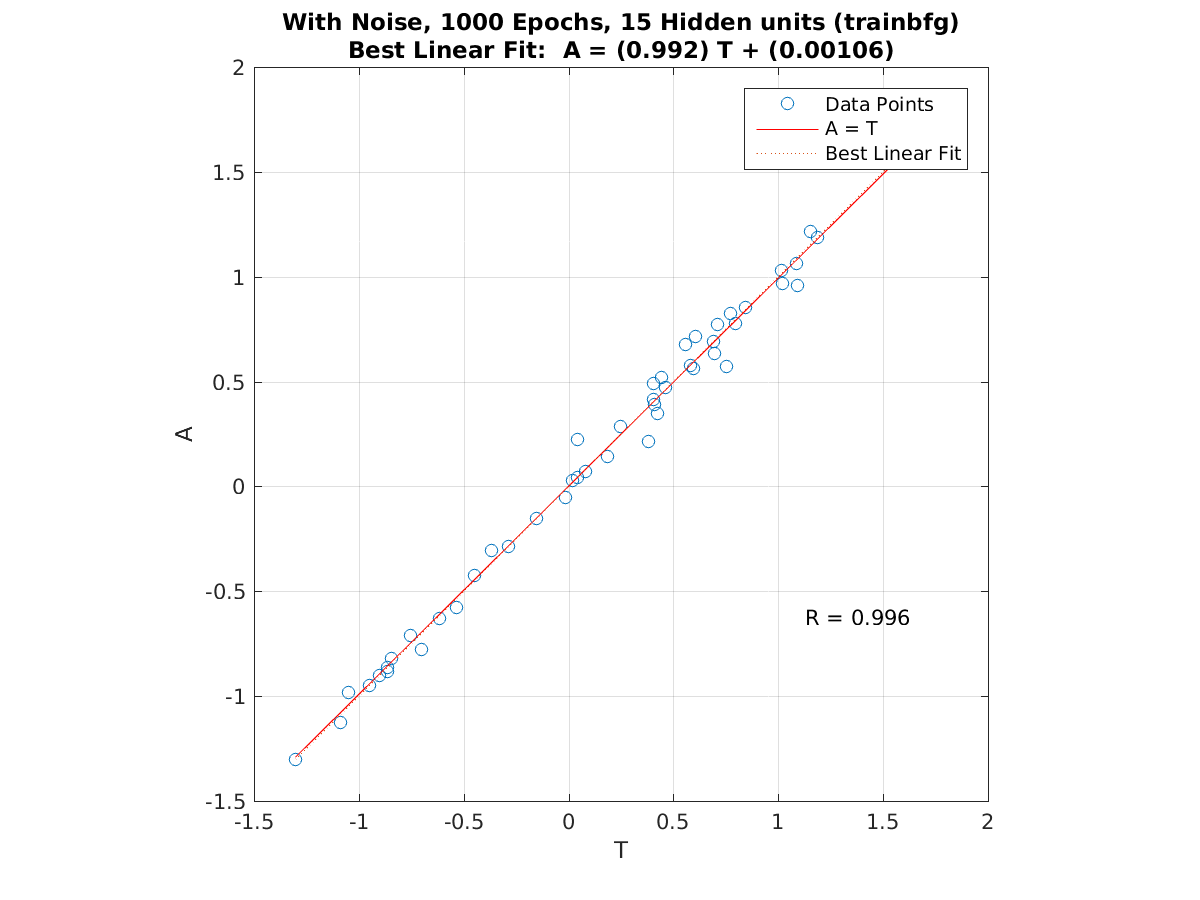 With Noise, 1000 Epochs, 15 Hidden units (trainbfg)
Best Linear Fit:  A = (0.992) T + (0.00106)
2
1.5
1
0.5
0
-0.5
-1
-1.5
A
Data Points
A = T
Best Linear Fit
R = 0.996
-1.5 -1 -0.5 0 0.5 1 1.5 2
T